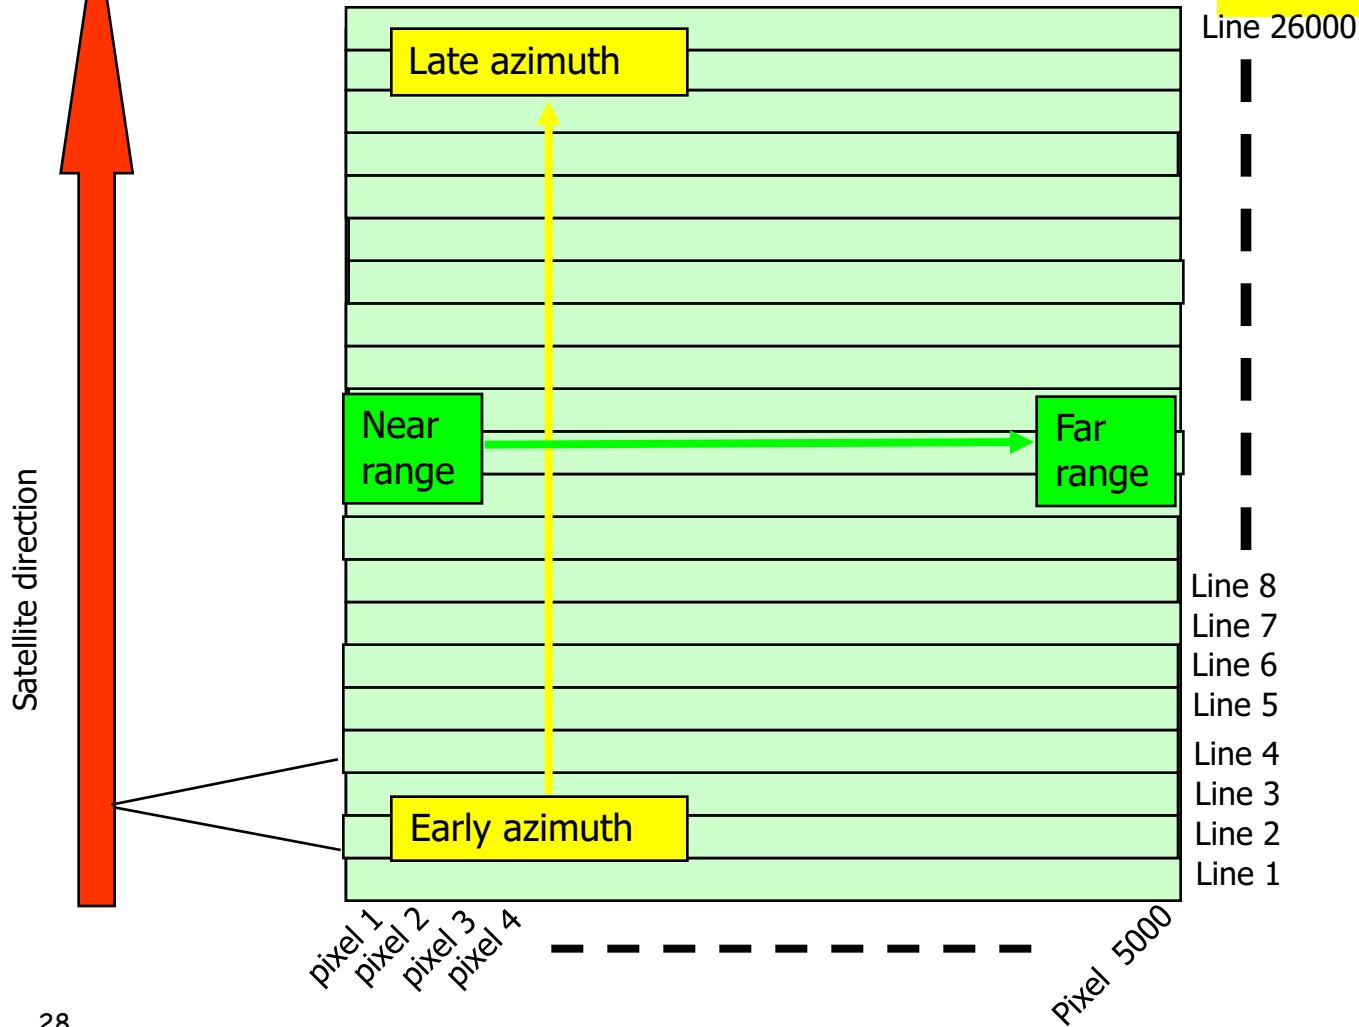 Line 26000
Late azimuth
Near
range
Far
range
Satellite direction
Line 8
Line 7
Line 6
Line 5
Line 4
Line 3
Early azimuth
Line 2
Line 1
pixel 1
pixel 2
pixel 3
pixel 4
Pixel 5000
28